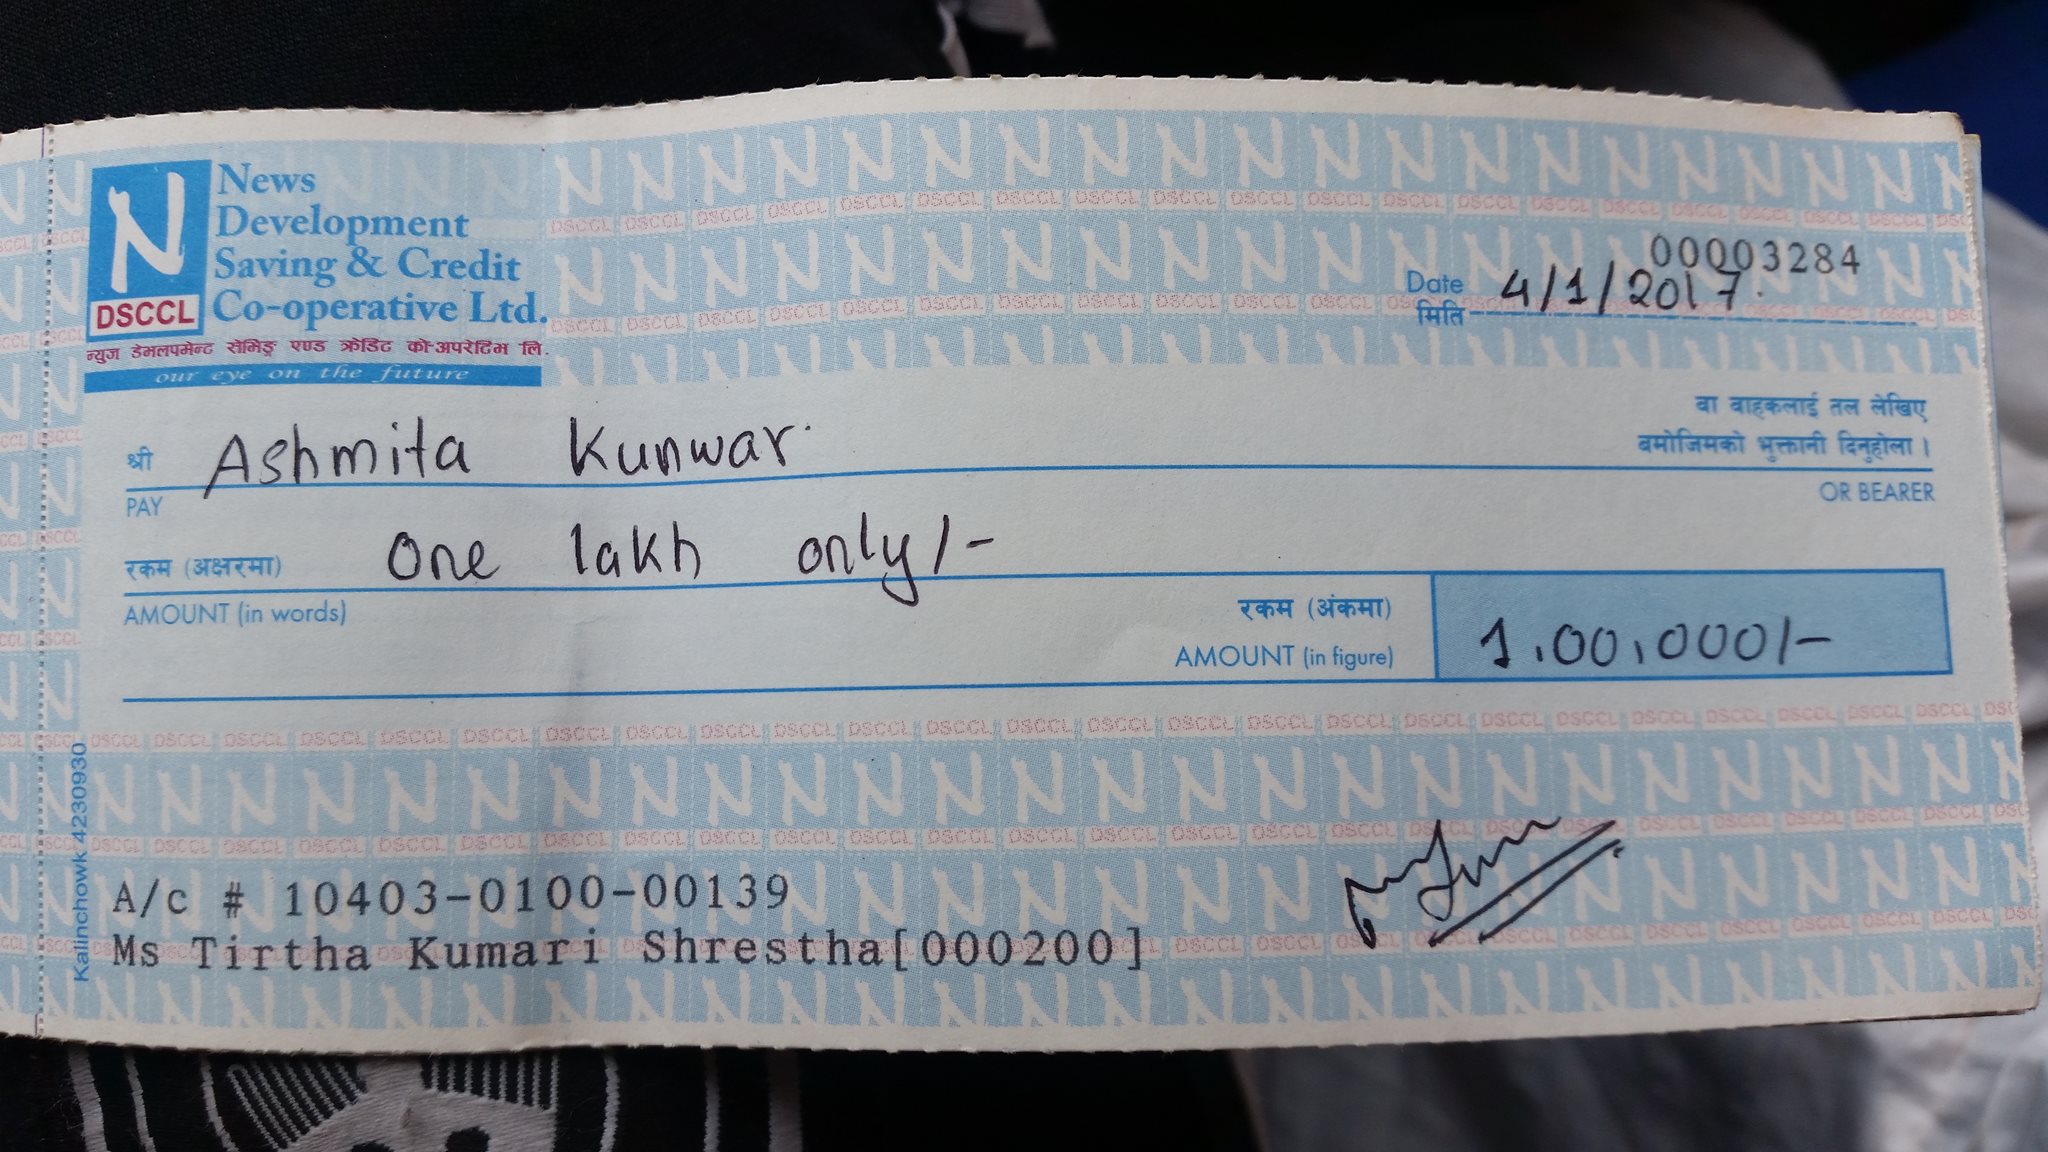 News
Development
Saving & Credit
Co-operative Ltd.
N
DSCCL
न्युज डेभलपमेन्ट सेभिङ्ग एण्ड क्रेडिट को-अपरेटिभ लि.
our eye on the future
00003284
Date 4/1/2017.
मिति
वा वाहकलाई तल लेखिए
श्री Ashmita Kunwar.
बमोजिमको भुक्तानी दिनुहोला।
PAY
OR BEARER
रकम (अक्षरमा) One lakh only/-
AMOUNT (in words)
रकम (अंकमा)
AMOUNT (in figure) 1,00,000/-
Kalinchowk 4230930
A/c # 10403-0100-00139
Ms Tirtha Kumari Shrestha[000200]